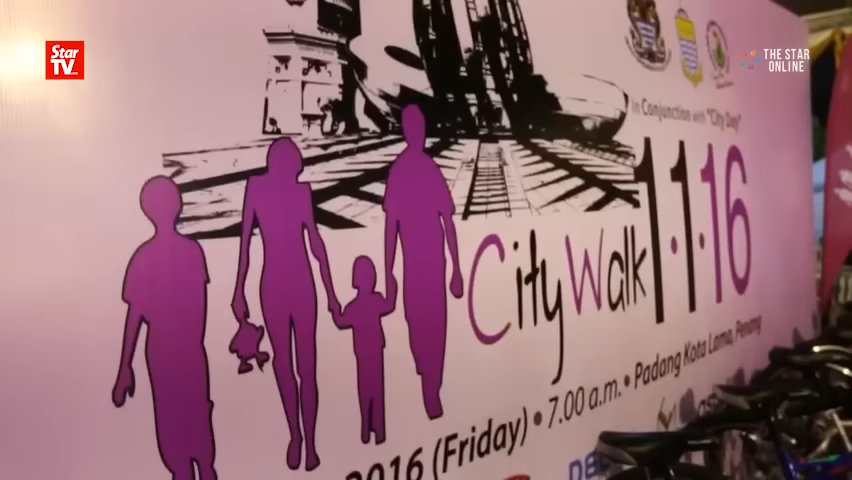 Star
TV
THE STAR
ONLINE
In Conjunction with "City Day"
City Walk 1·1·16
2016 (Friday) • 7.00 a.m. • Padang Kota Lama, Penang